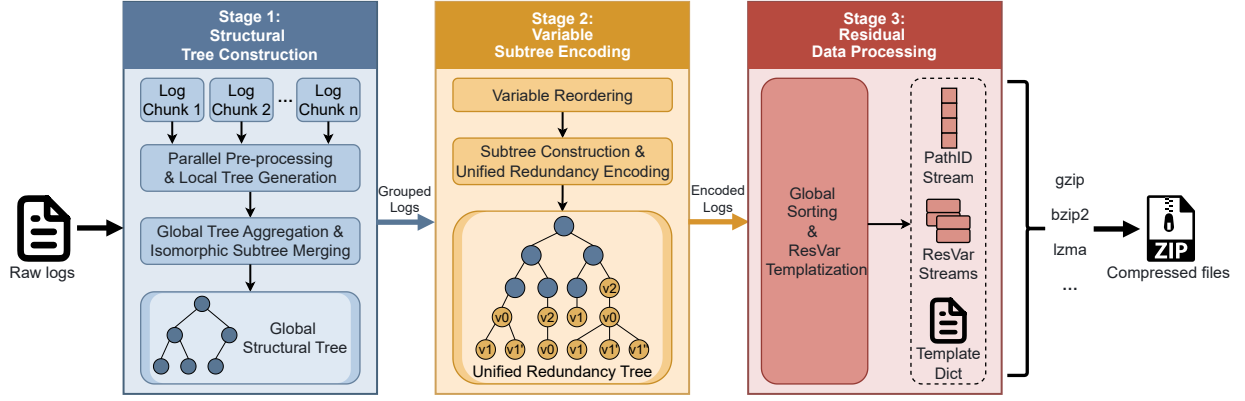 Raw logs
Stage 1:
Structural
Tree Construction
Log
Chunk 1
Log
Chunk 2
...
Log
Chunk n
Parallel Pre-processing
& Local Tree Generation
Global Tree Aggregation &
Isomorphic Subtree Merging
Global
Structural Tree
Grouped
Logs
Stage 2:
Variable
Subtree Encoding
Variable Reordering
Subtree Construction &
Unified Redundancy Encoding
v2
v0
v2
v1
v0
v1
v1'
v0
v1
v1'
v1''
Unified Redundancy Tree
Encoded
Logs
Stage 3:
Residual
Data Processing
Global
Sorting
&
ResVar
Templatization
PathID
Stream
ResVar
Streams
Template
Dict
gzip
bzip2
lzma
...
ZIP
Compressed files